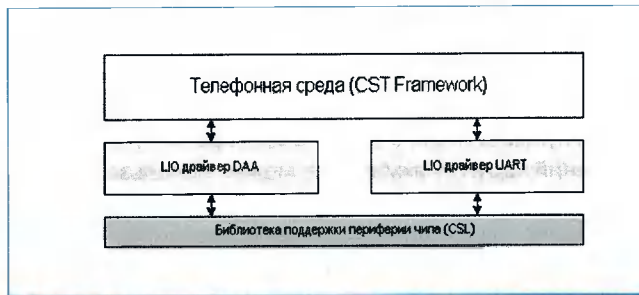 Телефонная среда (CST Framework)
LIO драйвер DAA
LIO драйвер UART
Библиотека поддержки периферии чипа (CSL)